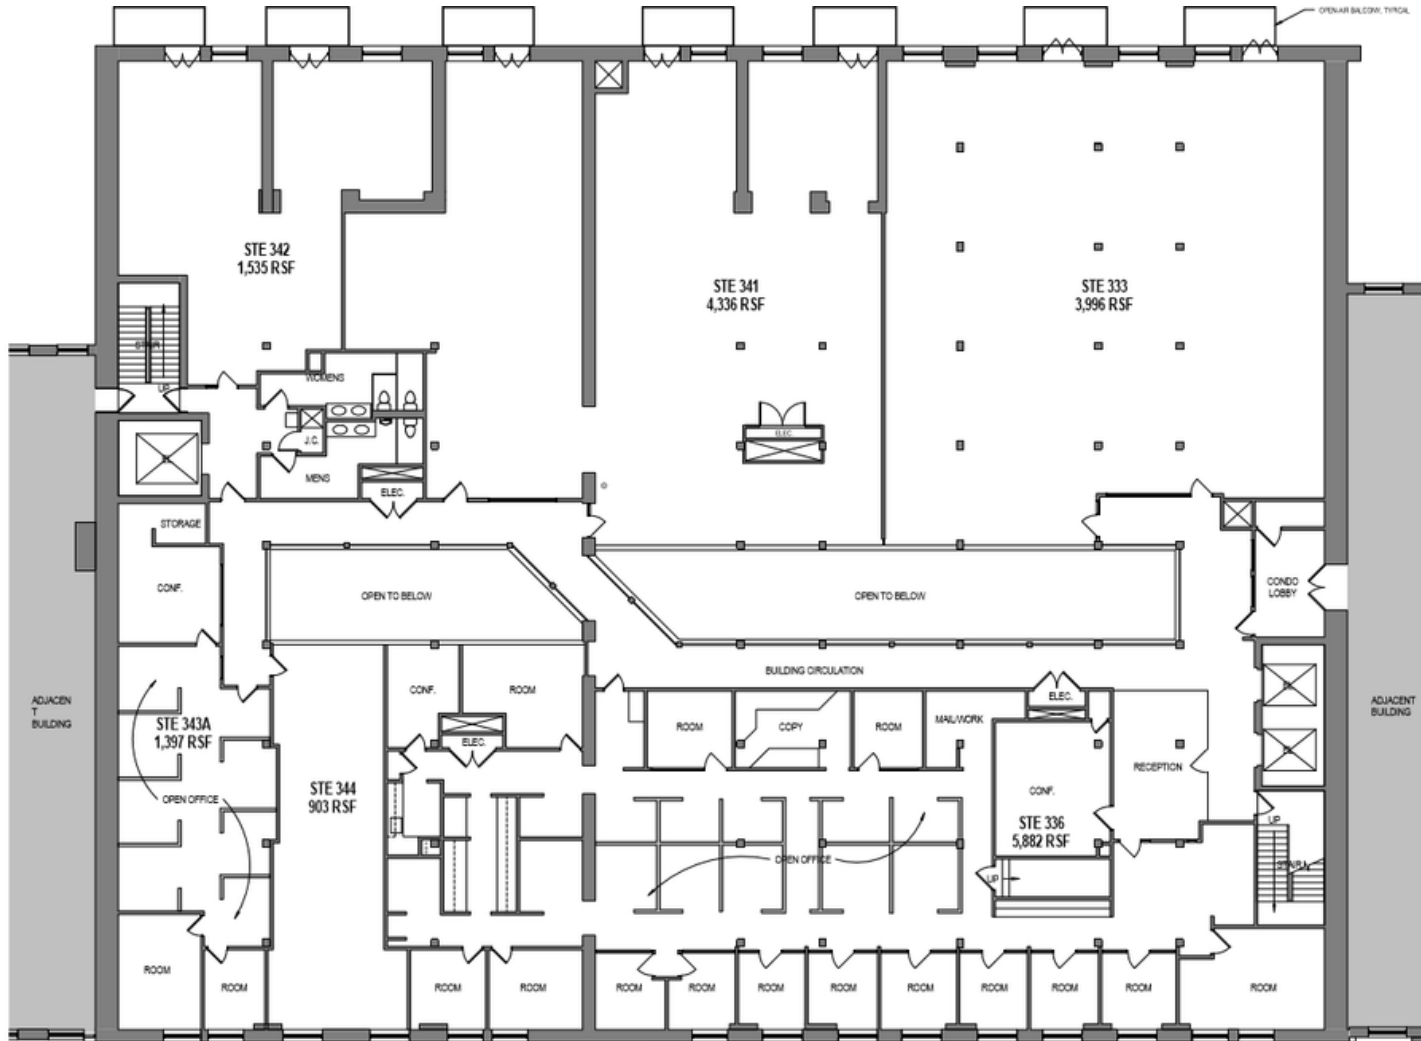 OPEN-AIR BALCONY, TYPICAL
STE 342
1,535 RSF
STE 341
4,336 RSF
STE 333
3,996 RSF
STAIR
UP
WOMENS
J.C.
MENS
ELEC.
ELEC.
STORAGE
CONF.
OPEN TO BELOW
OPEN TO BELOW
CONDO
LOBBY
BUILDING CIRCULATION
ADJACEN
T
BUILDING
STE 343A
1,397 RSF
CONF.
ROOM
ELEC.
ROOM
COPY
ROOM
MAIL/WORK
ELEC.
RECEPTION
ADJACENT
BUILDING
OPEN OFFICE
STE 344
903 RSF
CONF.
STE 336
5,882 RSF
UP
STAIR
OPEN OFFICE
UP
ROOM
ROOM
ROOM
ROOM
ROOM
ROOM
ROOM
ROOM
ROOM
ROOM
ROOM
ROOM
ROOM